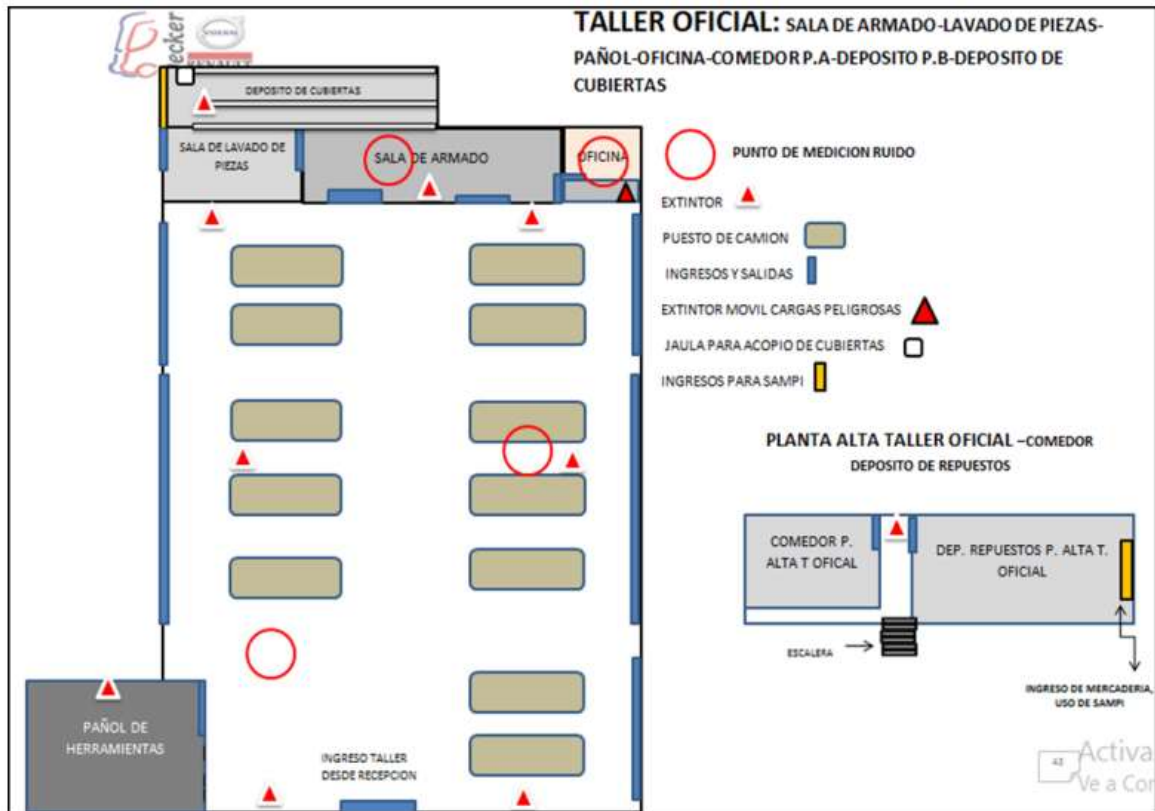 ecker
TALLER OFICIAL: SALA DE ARMADO-LAVADO DE PIEZAS-
PAÑOL-OFICINA-COMEDOR P.A-DEPOSITO P.B-DEPOSITO DE
CUBIERTAS
DEPOSITO DE CUBIERTAS
SALA DE LAVADO DE
PIEZAS
SALA DE ARMADO
OFICINA
PUNTO DE MEDICION RUIDO
EXTINTOR
PUESTO DE CAMION
INGRESOS Y SALIDAS
EXTINTOR MOVIL CARGAS PELIGROSAS
JAULA PARA ACOPIO DE CUBIERTAS
INGRESOS PARA SAMPI
PLANTA ALTA TALLER OFICIAL –COMEDOR
DEPOSITO DE REPUESTOS
COMEDOR P.
ALTA T OFICAL
DEP. REPUESTOS P. ALTA T.
OFICIAL
ESCALERA
INGRESO DE MERCADERIA,
USO DE SAMPI
PAÑOL DE
HERRAMIENTAS
INGRESO TALLER
DESDE RECEPCION
42
Activa
Ve a Con